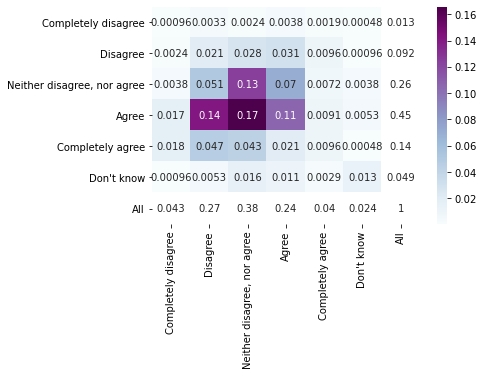 Completely disagree 0.00096 0.0033 0.0024 0.0038 0.0019 0.00048 0.013
Disagree 0.0024 0.021 0.028 0.031 0.0096 0.00096 0.092
Neither disagree, nor agree 0.0038 0.051 0.13 0.07 0.0072 0.0038 0.26
Agree 0.017 0.14 0.17 0.11 0.0091 0.0053 0.45
Completely agree 0.018 0.047 0.043 0.021 0.0096 0.00048 0.14
Don't know 0.00096 0.0053 0.016 0.011 0.0029 0.013 0.049
All 0.043 0.27 0.38 0.24 0.04 0.024 1
Completely disagree
Disagree
Neither disagree, nor agree
Agree
Completely agree
Don't know
All
0.16
0.14
0.12
0.10
0.08
0.06
0.04
0.02